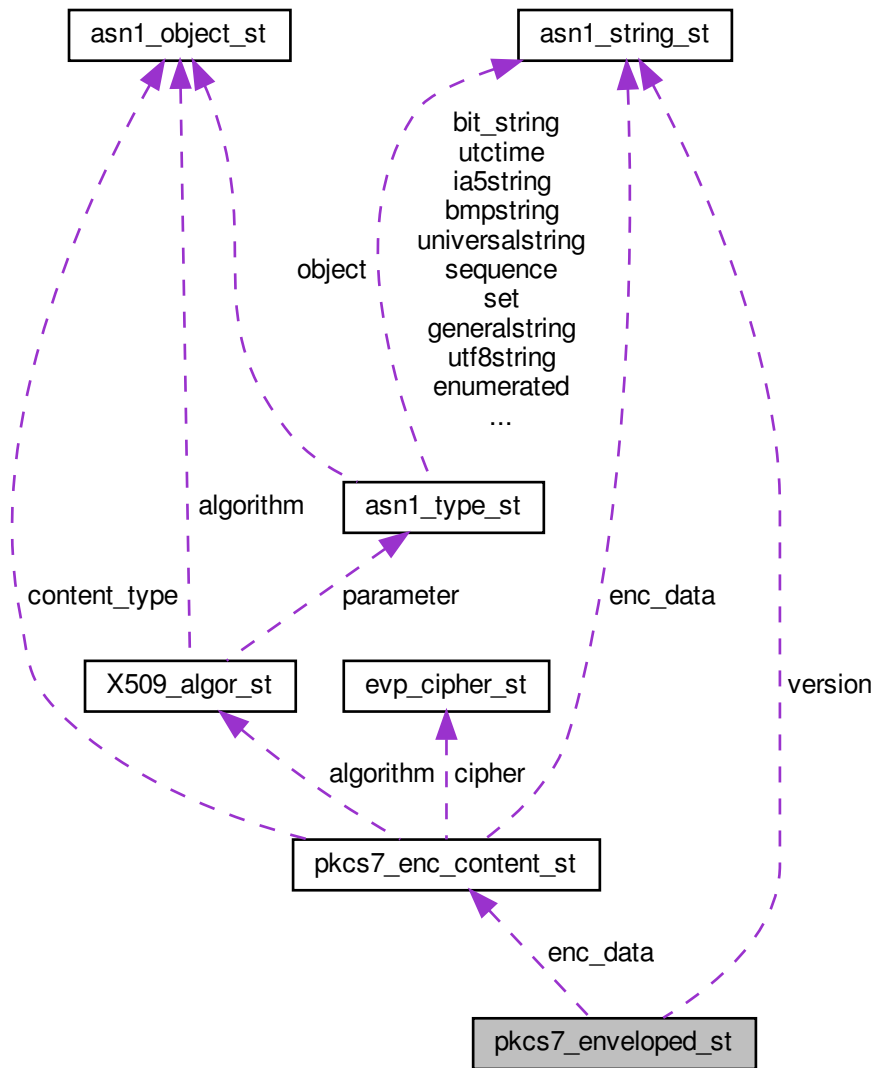 asn1_object_st
asn1_string_st
bit_string
utctime
ia5string
bmpstring
universalstring
sequence
set
generalstring
utf8string
enumerated
...
object
asn1_type_st
algorithm
content_type
parameter
enc_data
X509_algor_st
evp_cipher_st
version
algorithm
cipher
pkcs7_enc_content_st
enc_data
pkcs7_enveloped_st